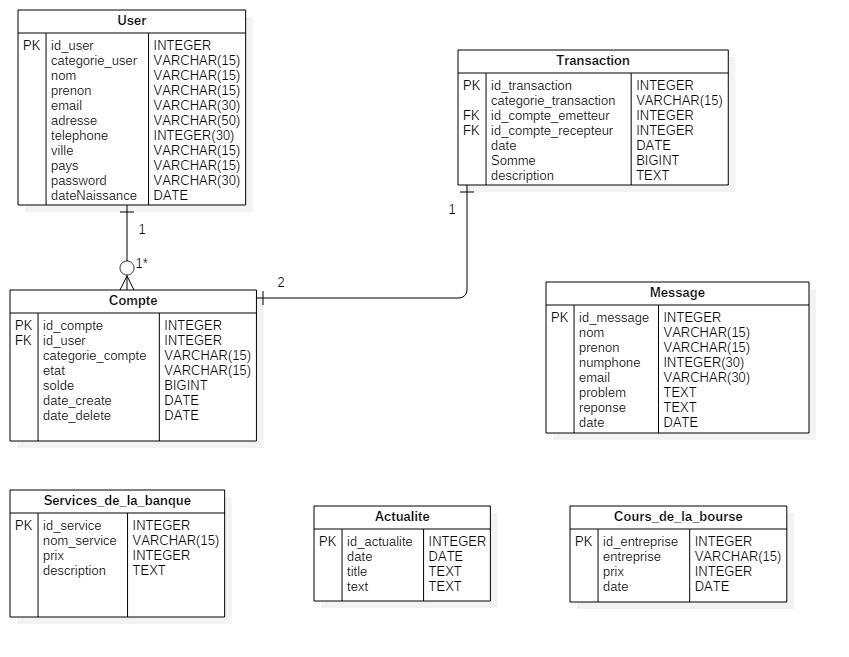 User
PK id_user INTEGER
categorie_user VARCHAR(15)
nom VARCHAR(15)
prenon VARCHAR(15)
email VARCHAR(30)
adresse VARCHAR(50)
telephone INTEGER(30)
ville VARCHAR(15)
pays VARCHAR(15)
password VARCHAR(30)
dateNaissance DATE
Transaction
PK id_transaction INTEGER
categorie_transaction VARCHAR(15)
FK id_compte_emetteur INTEGER
FK id_compte_recepteur INTEGER
date DATE
Somme BIGINT
description TEXT
1
1
1*
2
Compte
PK id_compte INTEGER
FK id_user INTEGER
categorie_compte VARCHAR(15)
etat VARCHAR(15)
solde BIGINT
date_create DATE
date_delete DATE
Message
PK id_message INTEGER
nom VARCHAR(15)
prenon VARCHAR(15)
numphone INTEGER(30)
email VARCHAR(30)
problem TEXT
reponse TEXT
date DATE
Services_de_la_banque
PK id_service INTEGER
nom_service VARCHAR(15)
prix INTEGER
description TEXT
Actualite
PK id_actualite INTEGER
date DATE
title TEXT
text TEXT
Cours_de_la_bourse
PK id_entreprise INTEGER
entreprise VARCHAR(15)
prix INTEGER
date DATE